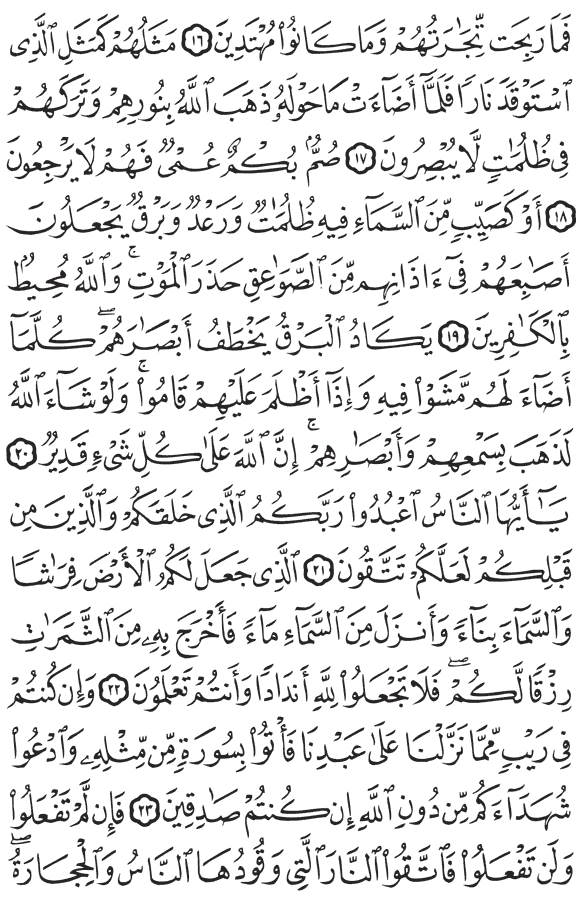 فَمَا رَبِحَت تِّجَٰرَتُهُمْ وَمَا كَانُوا۟ مُهْتَدِينَ ١٦ مَثَلُهُمْ كَمَثَلِ ٱلَّذِى
ٱسْتَوْقَدَ نَارًا فَلَمَّآ أَضَآءَتْ مَا حَوْلَهُۥ ذَهَبَ ٱللَّهُ بِنُورِهِمْ وَتَرَكَهُمْ
فِى ظُلُمَٰتٍ لَّا يُبْصِرُونَ ١٧ صُمٌّۢ بُكْمٌ عُمْىٌ فَهُمْ لَا يَرْجِعُونَ
١٨ أَوْ كَصَيِّبٍ مِّنَ ٱلسَّمَآءِ فِيهِ ظُلُمَٰتٌ وَرَعْدٌ وَبَرْقٌ يَجْعَلُونَ
أَصَٰبِعَهُمْ فِىٓ ءَاذَانِهِم مِّنَ ٱلصَّوَٰعِقِ حَذَرَ ٱلْمَوْتِ ۚ وَٱللَّهُ مُحِيطٌۢ
بِٱلْكَٰفِرِينَ ١٩ يَكَادُ ٱلْبَرْقُ يَخْطَفُ أَبْصَٰرَهُمْ ۖ كُلَّمَآ
أَضَآءَ لَهُم مَّشَوْا۟ فِيهِ وَإِذَآ أَظْلَمَ عَلَيْهِمْ قَامُوا۟ ۚ وَلَوْ شَآءَ ٱللَّهُ
لَذَهَبَ بِسَمْعِهِمْ وَأَبْصَٰرِهِمْ ۚ إِنَّ ٱللَّهَ عَلَىٰ كُلِّ شَىْءٍ قَدِيرٌ ٢٠
يَٰٓأَيُّهَا ٱلنَّاسُ ٱعْبُدُوا۟ رَبَّكُمُ ٱلَّذِى خَلَقَكُمْ وَٱلَّذِينَ مِن
قَبْلِكُمْ لَعَلَّكُمْ تَتَّقُونَ ٢١ ٱلَّذِى جَعَلَ لَكُمُ ٱلْأَرْضَ فِرَٰشًا
وَٱلسَّمَآءَ بِنَآءً وَأَنزَلَ مِنَ ٱلسَّمَآءِ مَآءً فَأَخْرَجَ بِهِۦ مِنَ ٱلثَّمَرَٰتِ
رِزْقًا لَّكُمْ ۖ فَلَا تَجْعَلُوا۟ لِلَّهِ أَندَادًا وَأَنتُمْ تَعْلَمُونَ ٢٢ وَإِن كُنتُمْ
فِى رَيْبٍ مِّمَّا نَزَّلْنَا عَلَىٰ عَبْدِنَا فَأْتُوا۟ بِسُورَةٍ مِّن مِّثْلِهِۦ وَٱدْعُوا۟
شُهَدَآءَكُم مِّن دُونِ ٱللَّهِ إِن كُنتُمْ صَٰدِقِينَ ٢٣ فَإِن لَّمْ تَفْعَلُوا۟
وَلَن تَفْعَلُوا۟ فَٱتَّقُوا۟ ٱلنَّارَ ٱلَّتِى وَقُودُهَا ٱلنَّاسُ وَٱلْحِجَارَةُ ۖ